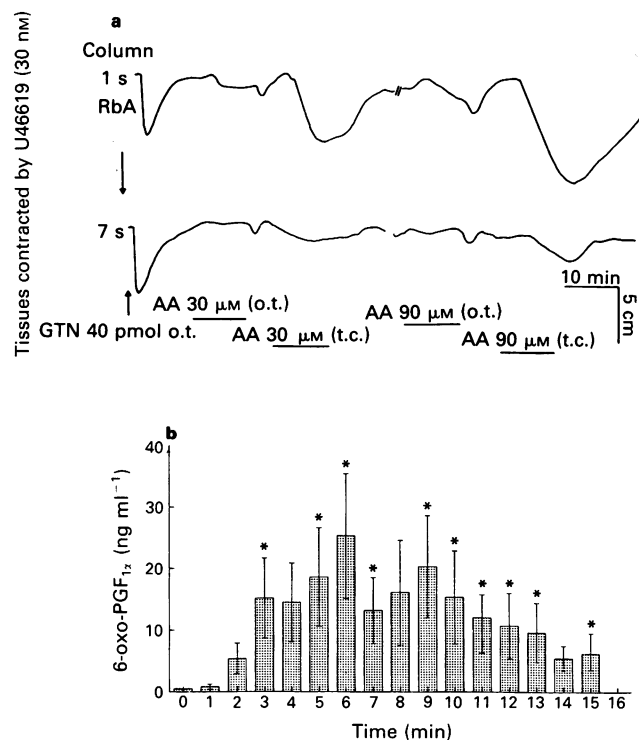 a
Tissues contracted by U46619 (30 nM)
Column
1 s
RbA
7 s
10 min
5 cm
GTN 40 pmol o.t.
AA 30 μM (o.t.)
AA 30 μM (t.c.)
AA 90 μM (o.t.)
AA 90 μM (t.c.)
b
6-oxo-PGF1α (ng ml−1)
40
30
20
10
0
* * * * * * * * * *
0 1 2 3 4 5 6 7 8 9 10 11 12 13 14 15 16
Time (min)